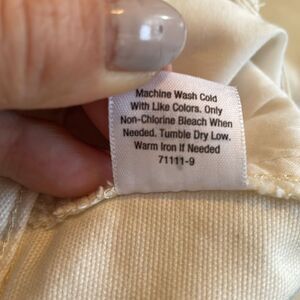 Machine Wash Cold
With Like Colors. Only
Non-Chlorine Bleach When
Needed. Tumble Dry Low.
Warm Iron If Needed
71111-9